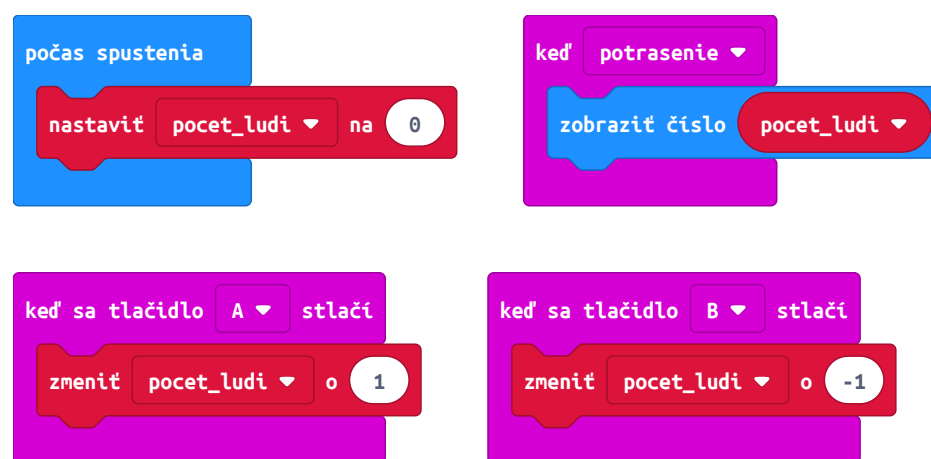 počas spustenia
nastaviť pocet_ludi na 0
keď potrasenie
zobraziť číslo pocet_ludi
keď sa tlačidlo A stlačí
zmeniť pocet_ludi o 1
keď sa tlačidlo B stlačí
zmeniť pocet_ludi o -1